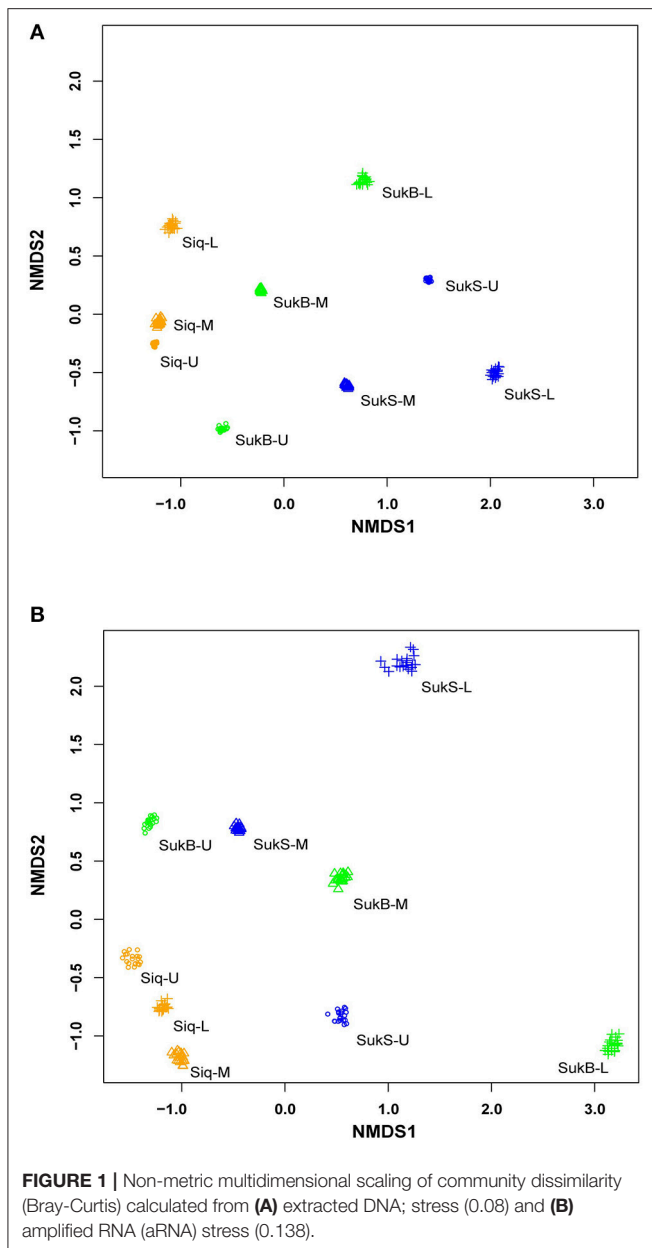 A
2.0
1.5
1.0
0.5
0.0
−0.5
−1.0
NMDS2
SukB-L
Siq-L
SukB-M
SukS-U
Siq-M
Siq-U
SukS-M
SukS-L
SukB-U
−1.0 0.0 1.0 2.0 3.0
NMDS1
B
2.0
1.5
1.0
0.5
0.0
−0.5
−1.0
NMDS2
SukS-L
SukB-U
SukS-M
SukB-M
Siq-U
Siq-L
SukS-U
Siq-M
SukB-L
−1.0 0.0 1.0 2.0 3.0
NMDS1
FIGURE 1 | Non-metric multidimensional scaling of community dissimilarity
(Bray-Curtis) calculated from (A) extracted DNA; stress (0.08) and (B)
amplified RNA (aRNA) stress (0.138).